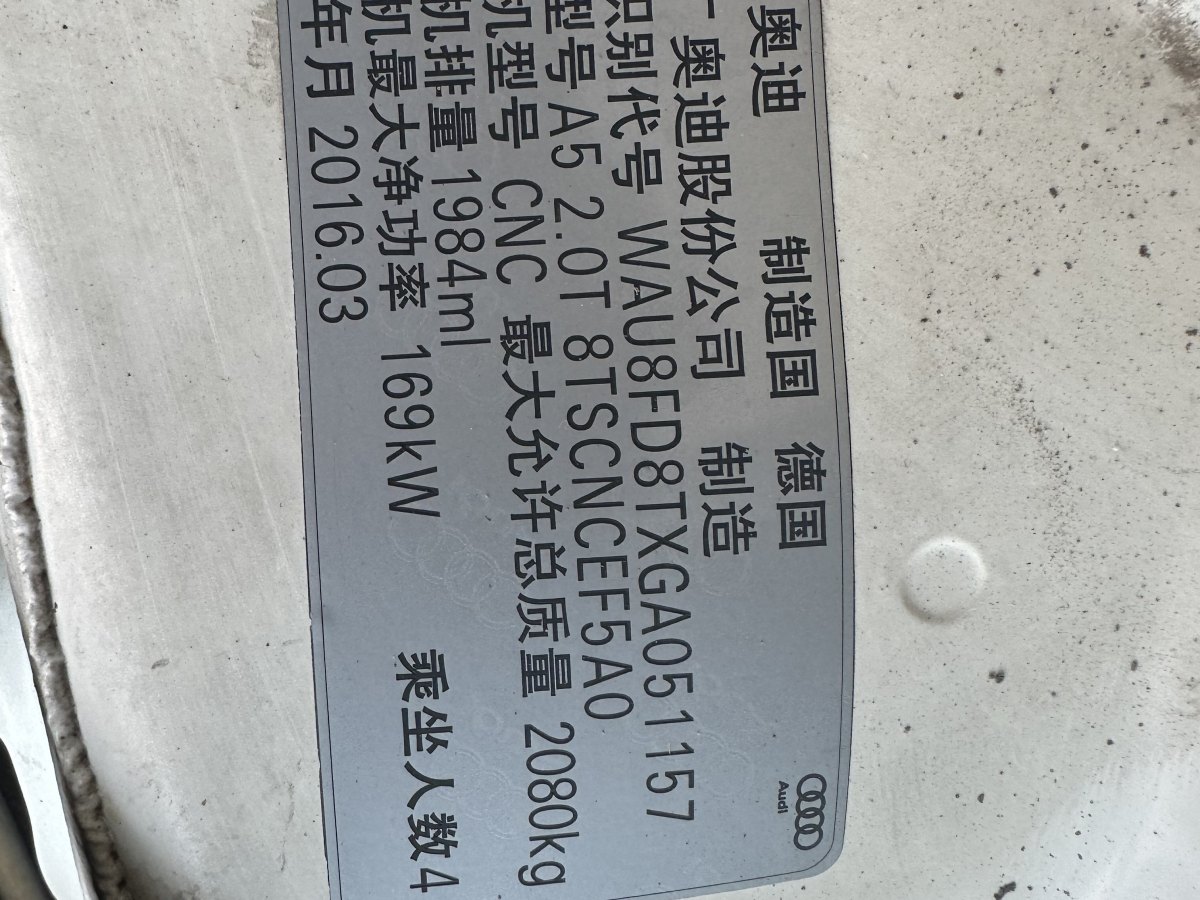 奥迪 制造国 德国
奥迪股份公司 制造
识别代号 WAU8FD8TXGA051157
型号 A5 2.0T 8TSCNCEF5A0
机型号 CNC 最大允许总质量 2080kg
机排量 1984ml
机最大净功率 169kW 乘坐人数 4
年月 2016.03
Audi